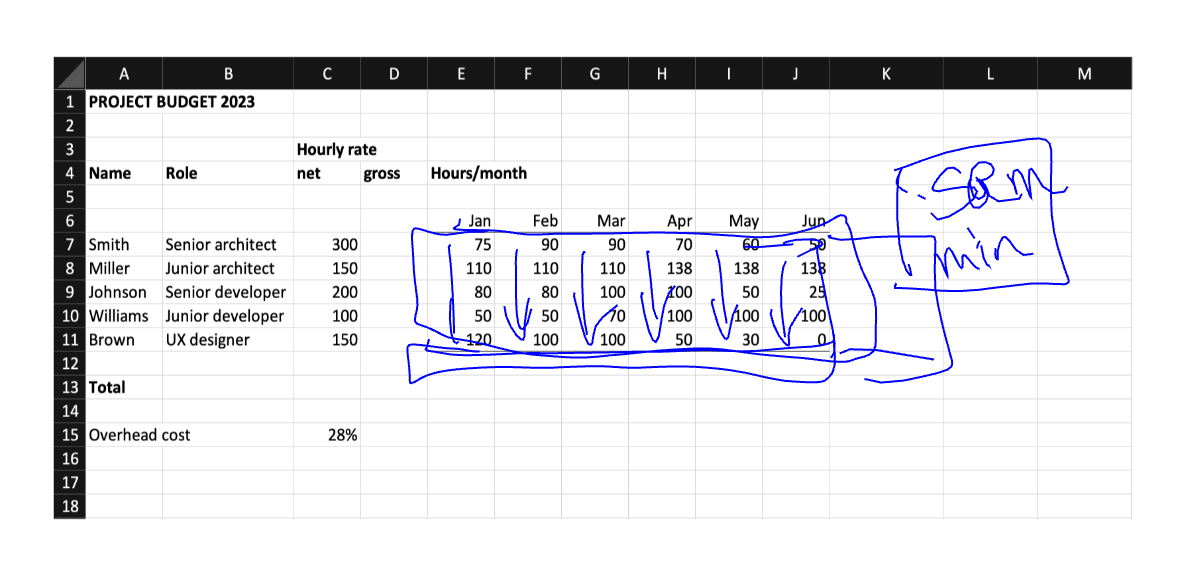 A B C D E F G H I J K L M
1 PROJECT BUDGET 2023
2
3 Hourly rate
4 Name Role net gross Hours/month
5
6 Jan Feb Mar Apr May Jun
7 Smith Senior architect 300 75 90 90 70 60 50
8 Miller Junior architect 150 110 110 110 138 138 138
9 Johnson Senior developer 200 80 80 100 100 50 25
10 Williams Junior developer 100 50 50 70 100 100 100
11 Brown UX designer 150 120 100 100 50 30 0
12
13 Total
14
15 Overhead cost 28%
16
17
18
min